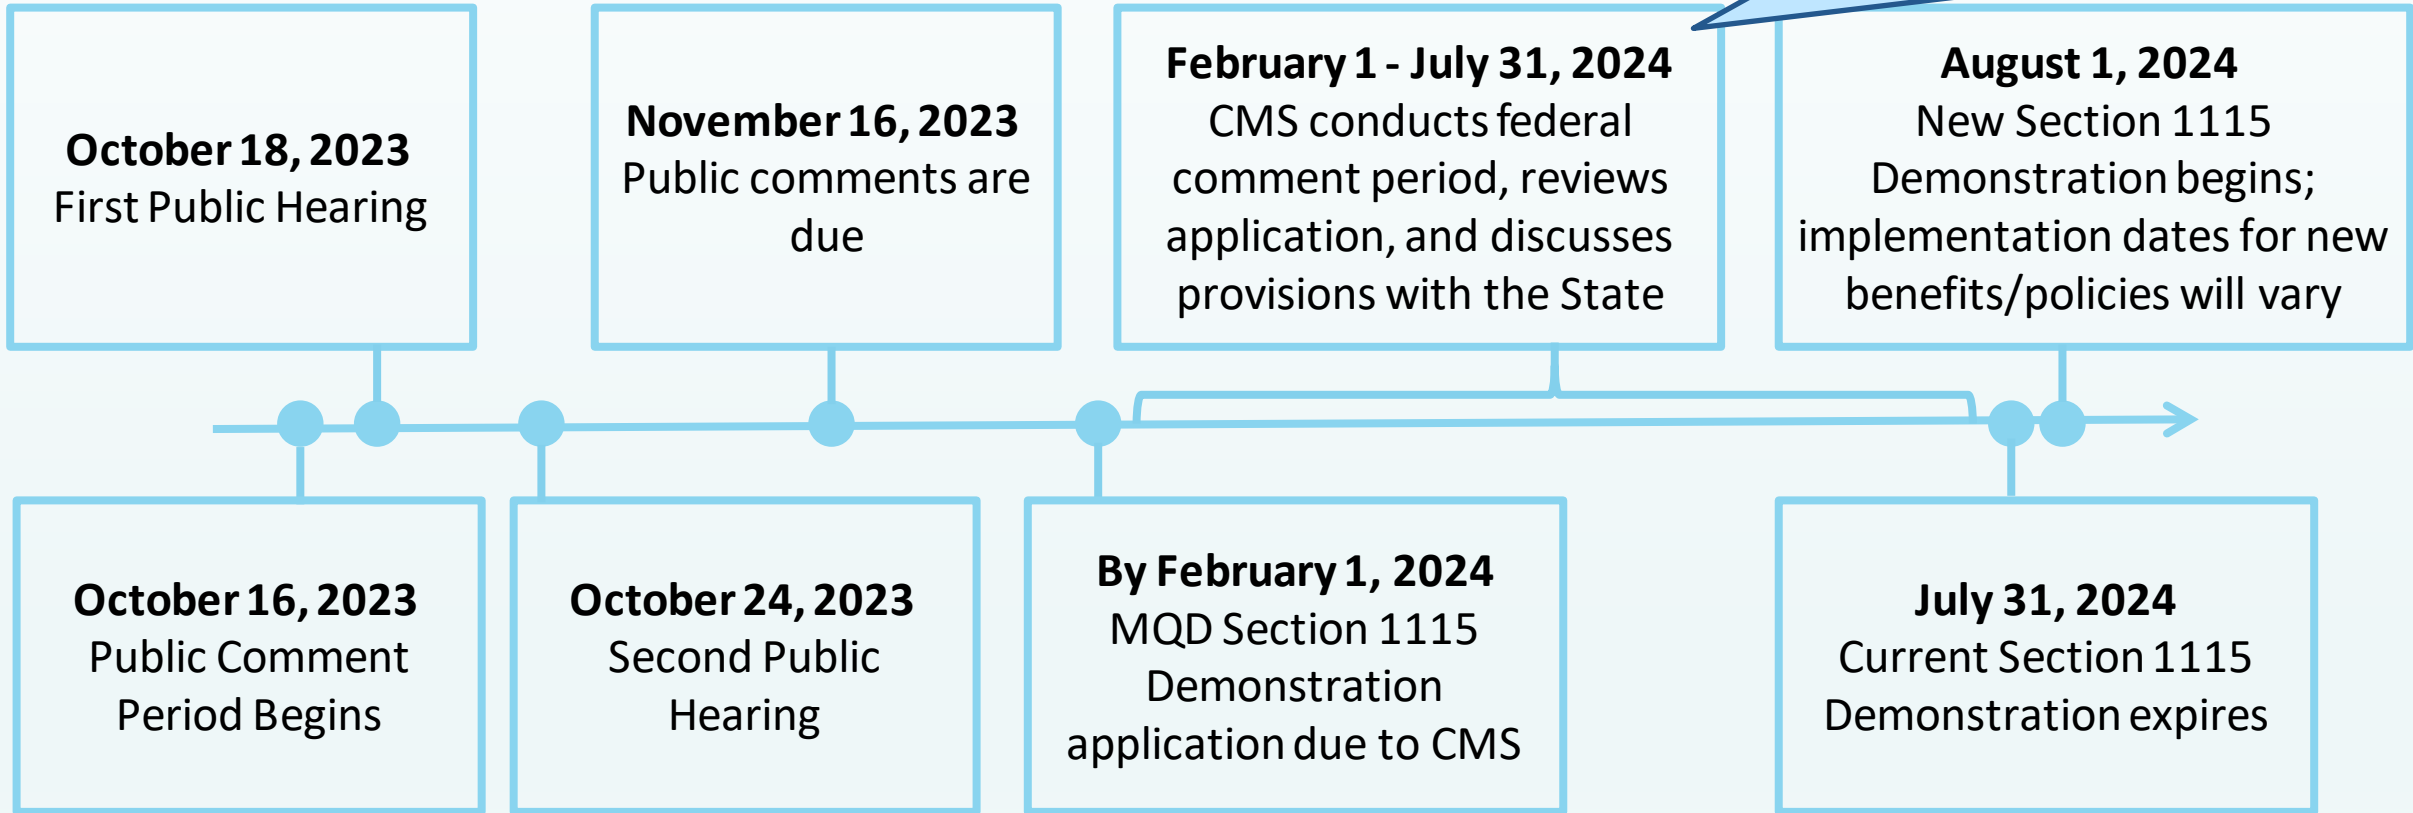 October 18, 2023
First Public Hearing
November 16, 2023
Public comments are
due
February 1 - July 31, 2024
CMS conducts federal
comment period, reviews
application, and discusses
provisions with the State
August 1, 2024
New Section 1115
Demonstration begins;
implementation dates for new
benefits/policies will vary
October 16, 2023
Public Comment
Period Begins
October 24, 2023
Second Public
Hearing
By February 1, 2024
MQD Section 1115
Demonstration
application due to CMS
July 31, 2024
Current Section 1115
Demonstration expires